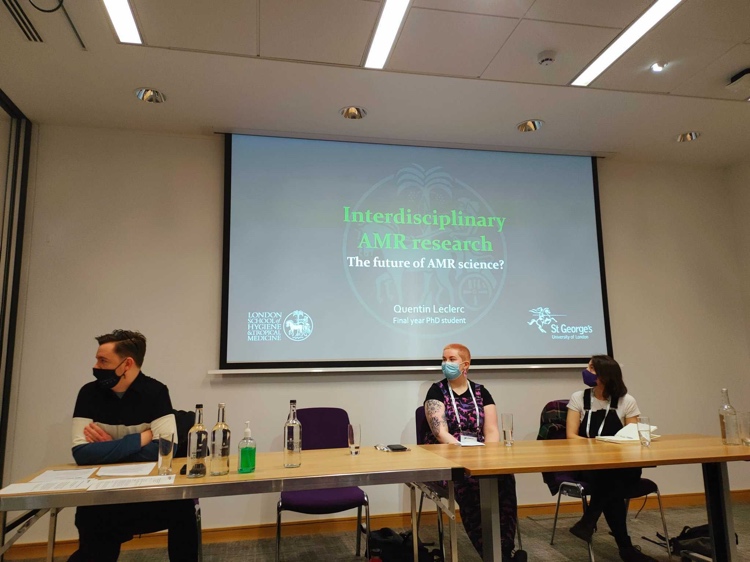 Interdisciplinary
AMR research
The future of AMR science?
Quentin Leclerc
Final year PhD student
LONDON
SCHOOL of
HYGIENE
& TROPICAL
MEDICINE
St George's
University of London